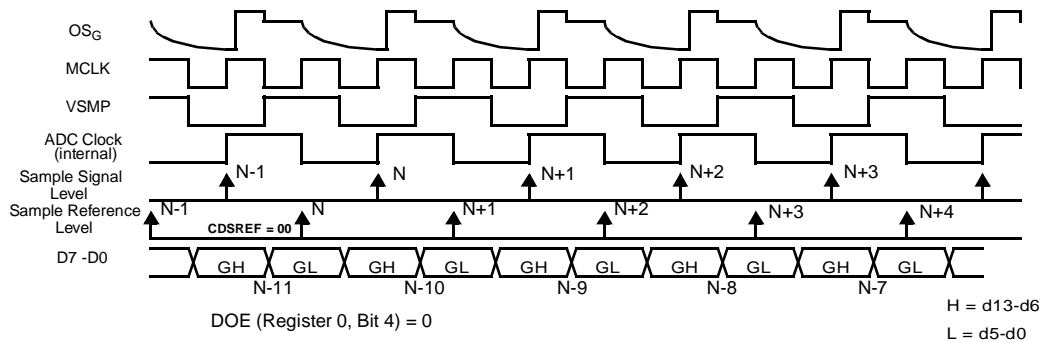 OSG
MCLK
VSMP
ADC Clock
(internal)
N-1 N N+1 N+2 N+3
Sample Signal
Level
Sample Reference
Level
N-1 N N+1 N+2 N+3 N+4
CDSREF = 00
D7 -D0
GH GL GH GL GH GL GH GL GH GL
N-11 N-10 N-9 N-8 N-7
DOE (Register 0, Bit 4) = 0
H = d13-d6
L = d5-d0